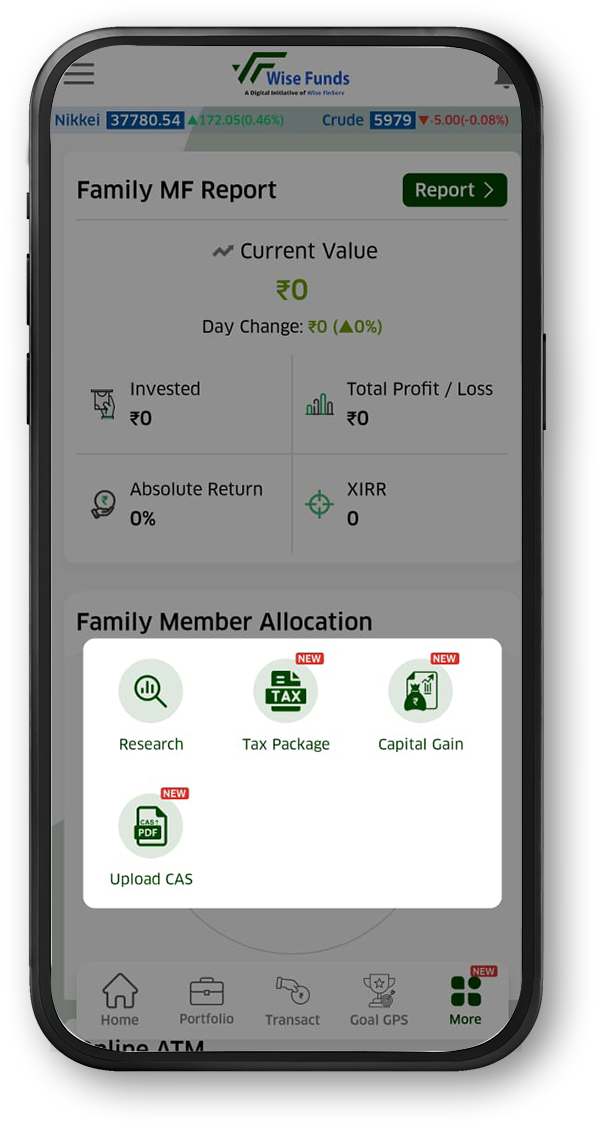 Wise Funds
A Digital Initiative of Wise FinServ
Nikkei 37780.54 ▲172.05(0.46%) Crude 5979 ▼-5.00(-0.08%)
Family MF Report
Report >
Current Value
₹0
Day Change: ₹0 (▲0%)
Invested
₹0
Total Profit / Loss
₹0
Absolute Return
0%
XIRR
0
Family Member Allocation
Research
NEW
TAX
Tax Package
NEW
₹
Capital Gain
NEW
CAS↑
PDF
Upload CAS
Home
Portfolio
Transact
Goal GPS
NEW
More
Online ATM